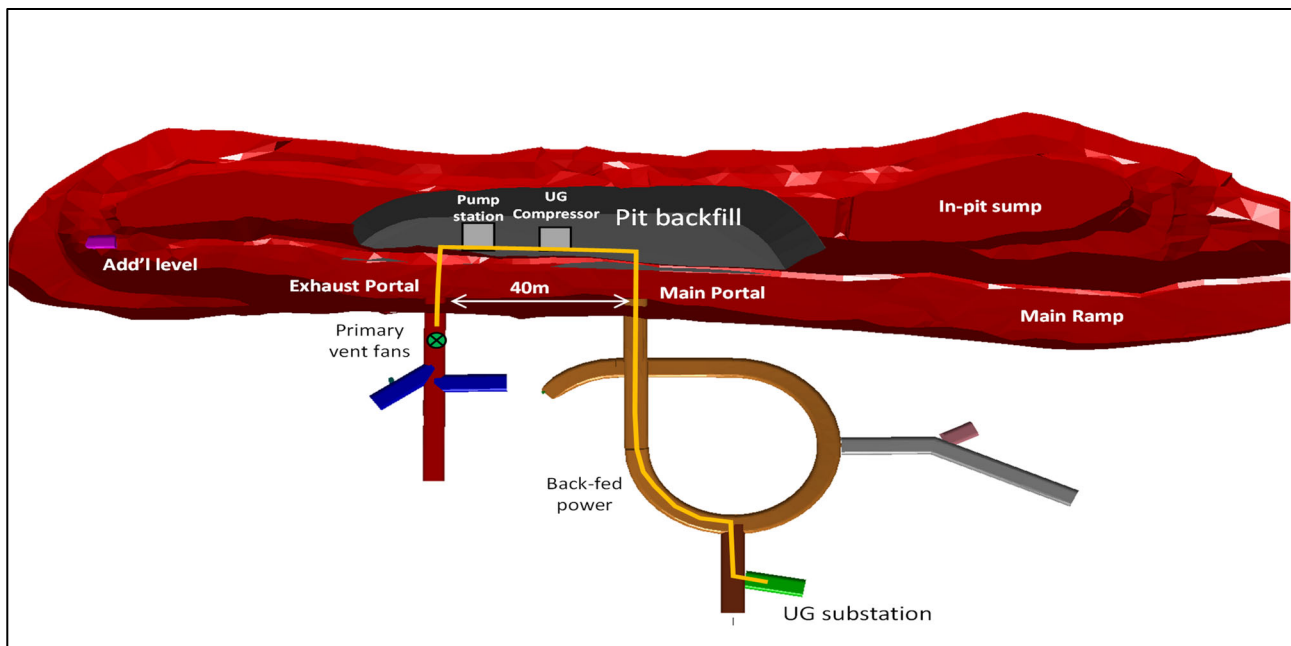 Pump
station
UG
Compressor
Pit backfill
In-pit sump
Add'l level
Exhaust Portal
40m
Main Portal
Main Ramp
Primary
vent fans
Back-fed
power
UG substation